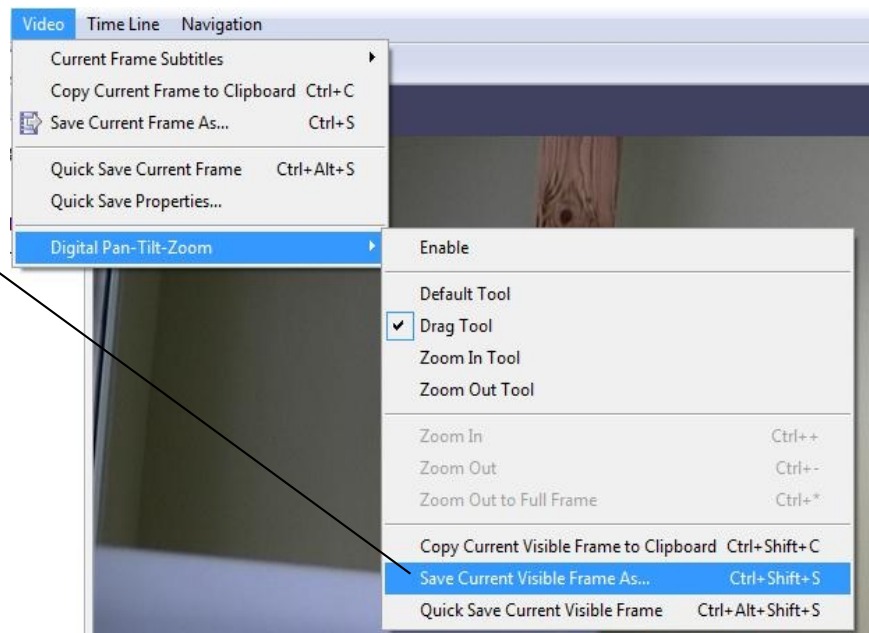 Video Time Line Navigation
Current Frame Subtitles
Copy Current Frame to Clipboard Ctrl+C
Save Current Frame As... Ctrl+S
Quick Save Current Frame Ctrl+Alt+S
Quick Save Properties...
Digital Pan-Tilt-Zoom
Enable
Default Tool
Drag Tool
Zoom In Tool
Zoom Out Tool
Zoom In Ctrl++
Zoom Out Ctrl+-
Zoom Out to Full Frame Ctrl+*
Copy Current Visible Frame to Clipboard Ctrl+Shift+C
Save Current Visible Frame As... Ctrl+Shift+S
Quick Save Current Visible Frame Ctrl+Alt+Shift+S